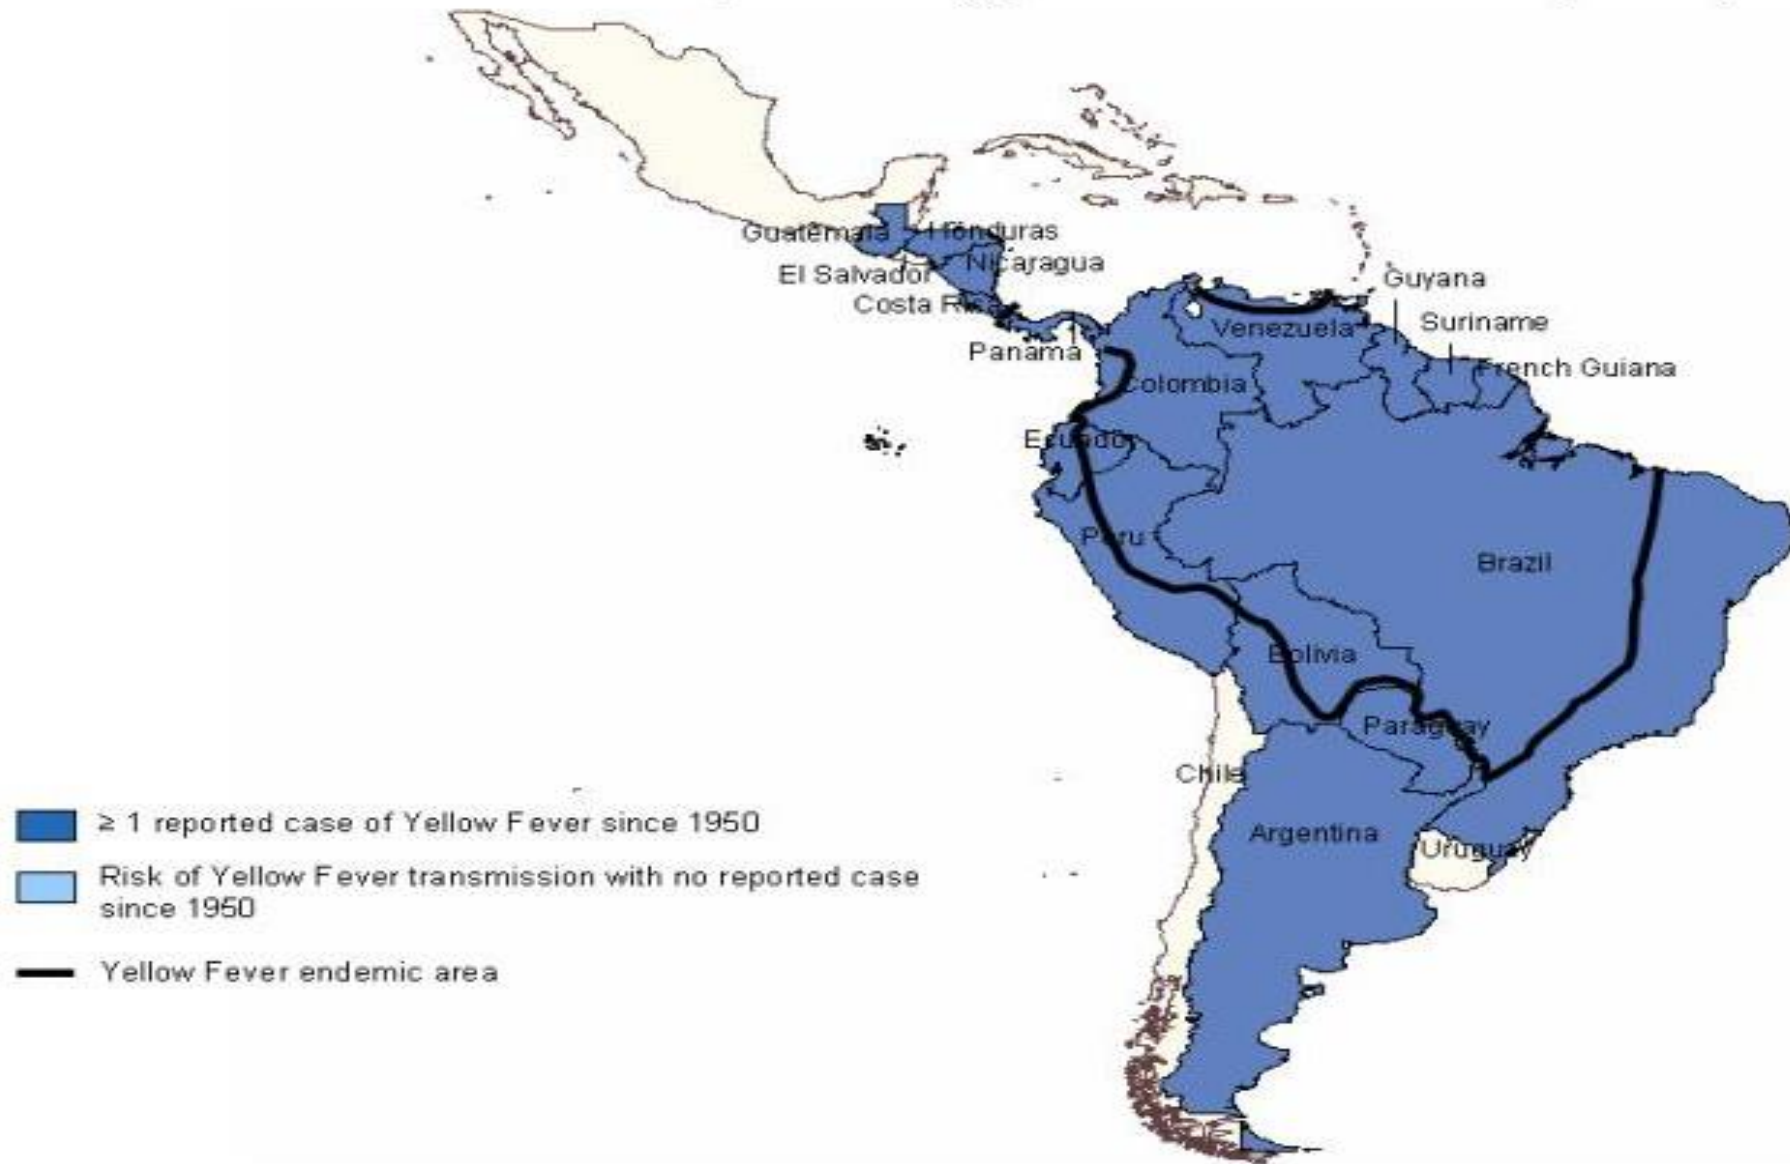 Guatemala
Honduras
El Salvador
Nicaragua
Costa Rica
Panama
Guyana
Suriname
Venezuela
French Guiana
Colombia
Ecuador
Peru
Brazil
Bolivia
Paraguay
Chile
Argentina
Uruguay
≥ 1 reported case of Yellow Fever since 1950
Risk of Yellow Fever transmission with no reported case
since 1950
Yellow Fever endemic area